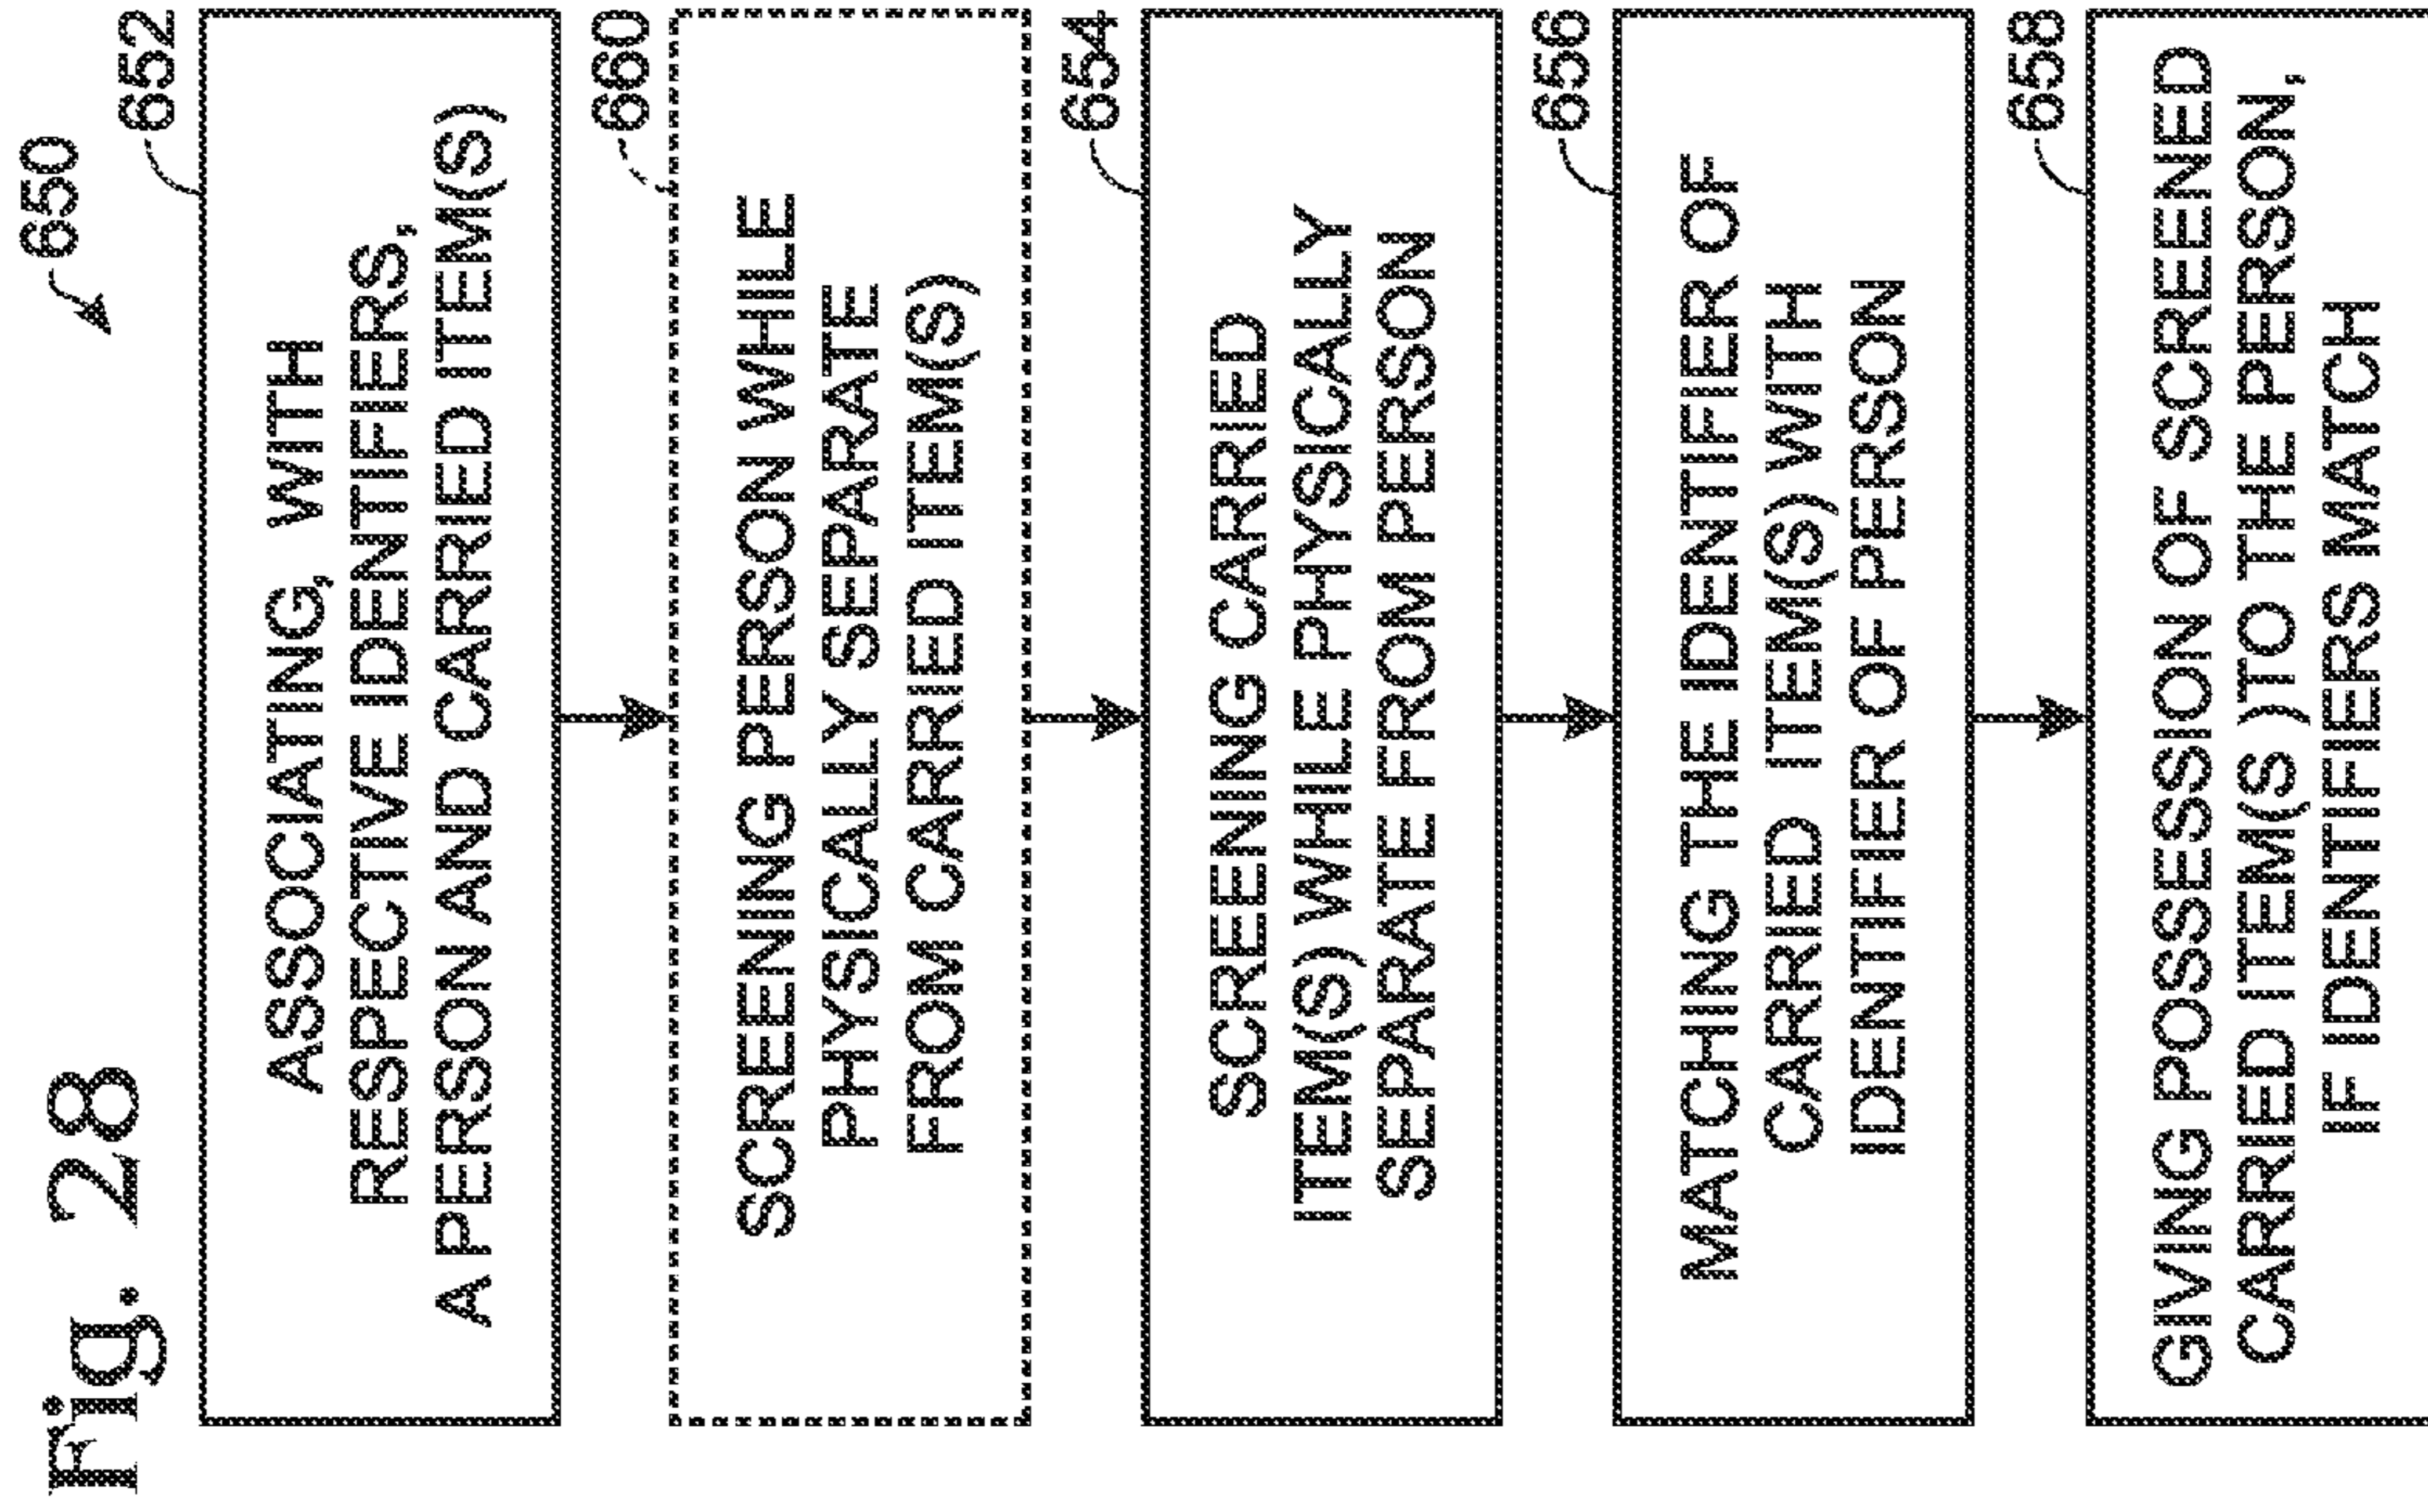 Fig. 28
650
652
ASSOCIATING, WITH
RESPECTIVE IDENTIFIERS,
A PERSON AND CARRIED ITEM(S)
660
SCREENING PERSON WHILE
PHYSICALLY SEPARATE
FROM CARRIED ITEM(S)
654
SCREENING CARRIED
ITEM(S) WHILE PHYSICALLY
SEPARATE FROM PERSON
656
MATCHING THE IDENTIFIER OF
CARRIED ITEM(S) WITH
IDENTIFIER OF PERSON
658
GIVING POSSESSION OF SCREENED
CARRIED ITEM(S )TO THE PERSON,
IF IDENTIFIERS MATCH